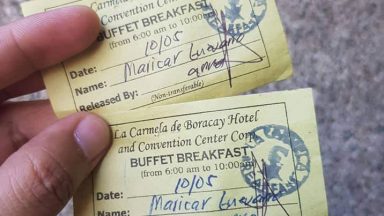 La Carmela de Boracay
Convention Center C
BUFFET BREAKFAST
(from 6:00 am to 10:00 am)
Date: 10/05
Name: Maricar
Released By:
(Non-transferable)
La Carmela de Boracay Hotel
and Convention Center Corp.
BUFFET BREAKFAST
(from 6:00 am to 10:00 am)
Date: 10/05
Name: Maricar